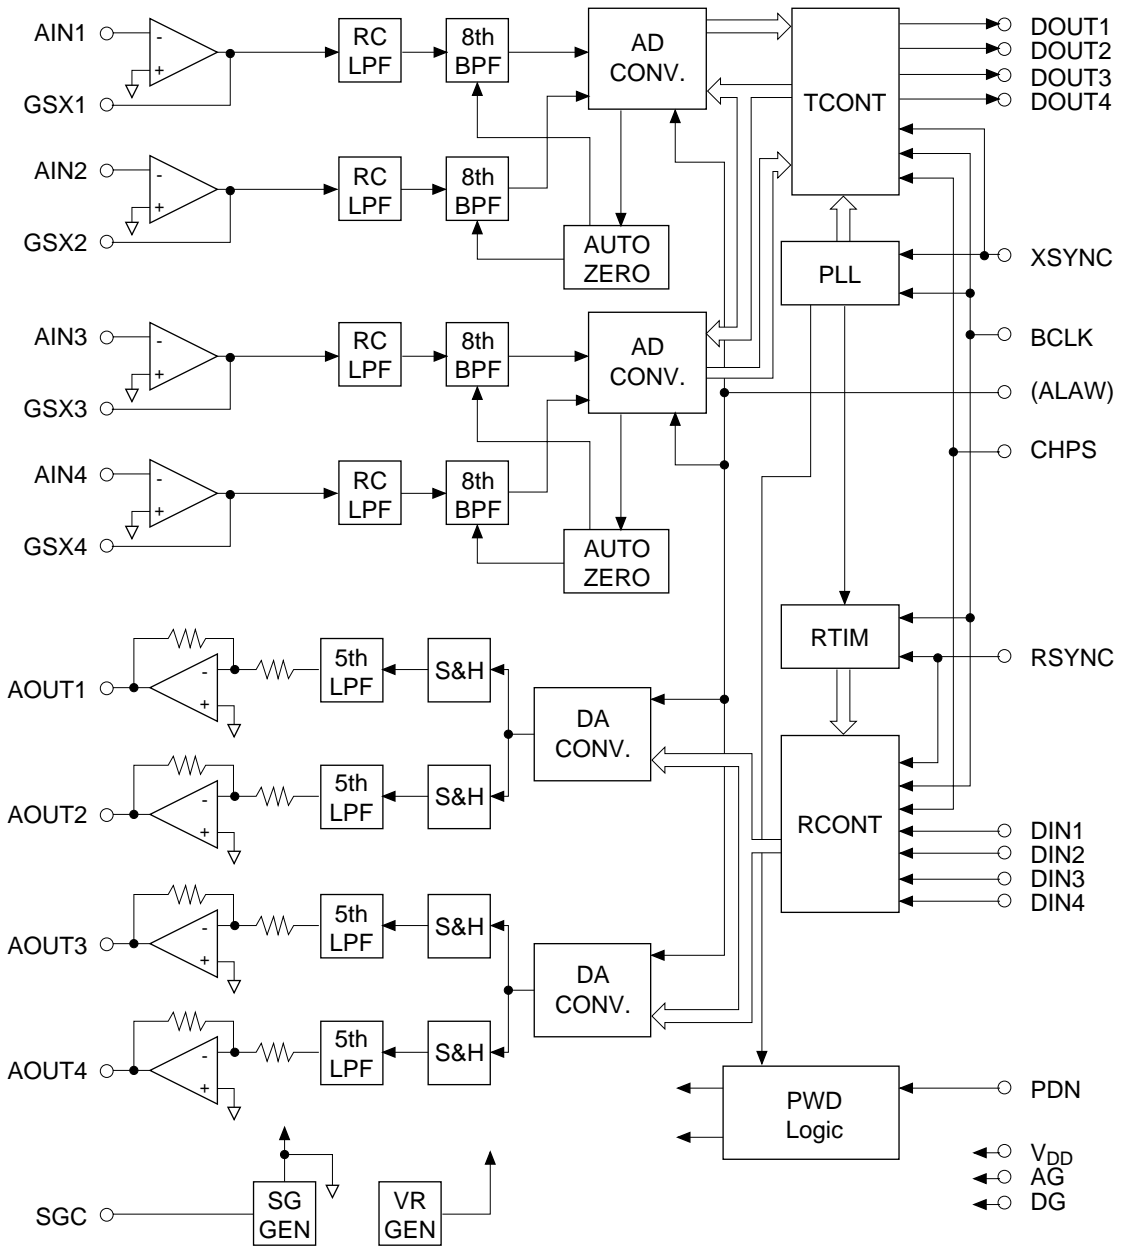 AIN1
-
+
GSX1
RC
LPF
8th
BPF
AD
CONV.
TCONT
DOUT1
DOUT2
DOUT3
DOUT4
AIN2
-
+
GSX2
RC
LPF
8th
BPF
AUTO
ZERO
PLL
XSYNC
BCLK
AIN3
-
+
GSX3
RC
LPF
8th
BPF
AD
CONV.
(ALAW)
CHPS
AIN4
-
+
GSX4
RC
LPF
8th
BPF
AUTO
ZERO
RTIM
RSYNC
AOUT1
-
+
5th
LPF
S&H
DA
CONV.
AOUT2
-
+
5th
LPF
S&H
RCONT
DIN1
DIN2
DIN3
DIN4
AOUT3
-
+
5th
LPF
S&H
DA
CONV.
AOUT4
-
+
5th
LPF
S&H
PWD
Logic
PDN
VDD
AG
DG
SGC
SG
GEN
VR
GEN